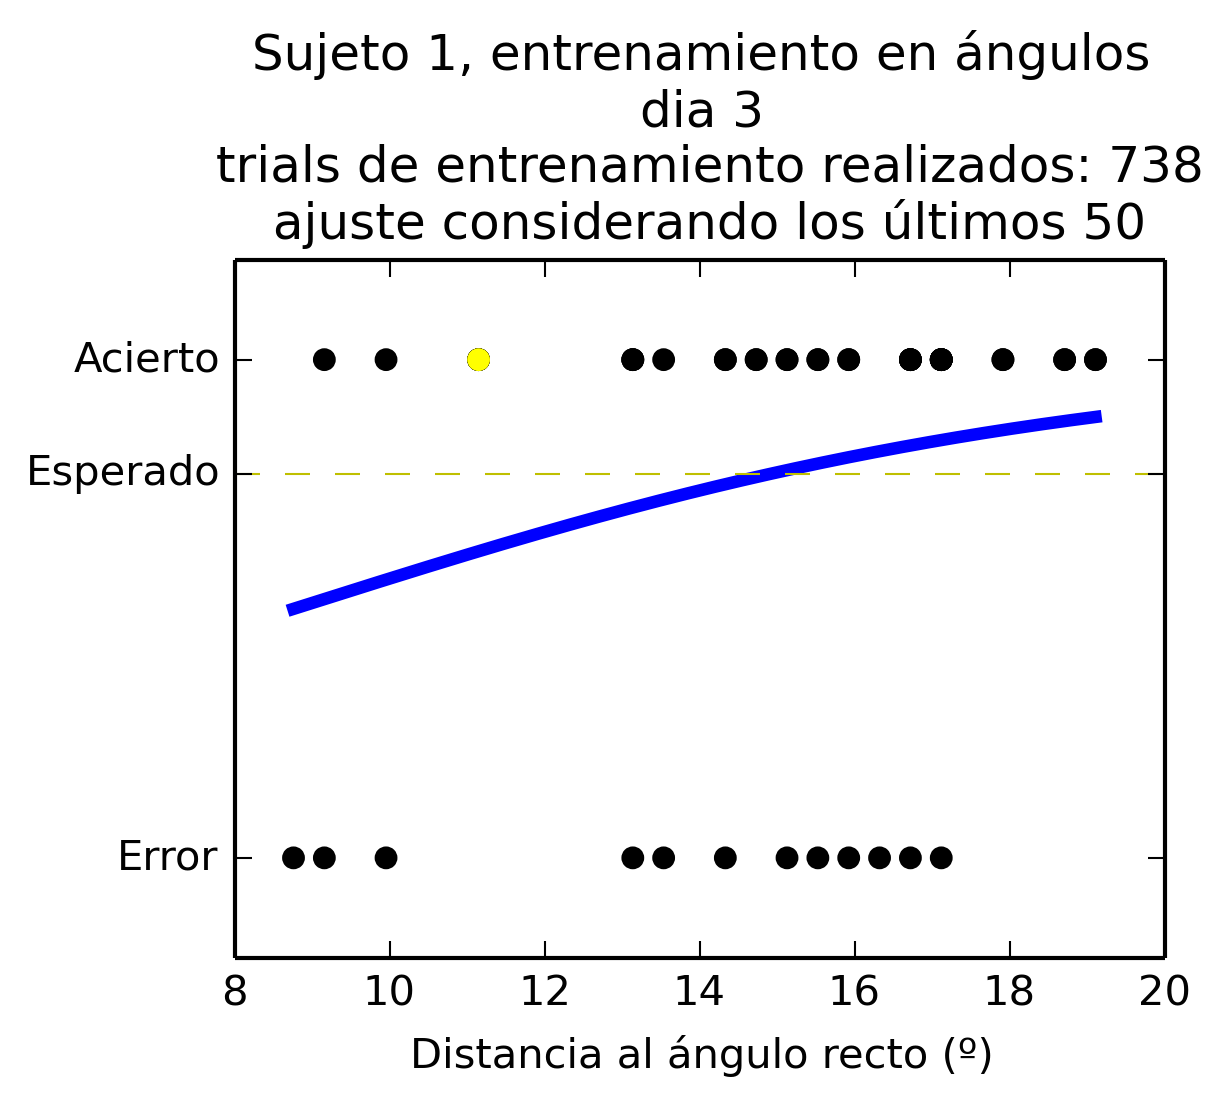 Sujeto 1, entrenamiento en ángulos
dia 3
trials de entrenamiento realizados: 738
ajuste considerando los últimos 50
Acierto
Esperado
Error
8 10 12 14 16 18 20
Distancia al ángulo recto (º)